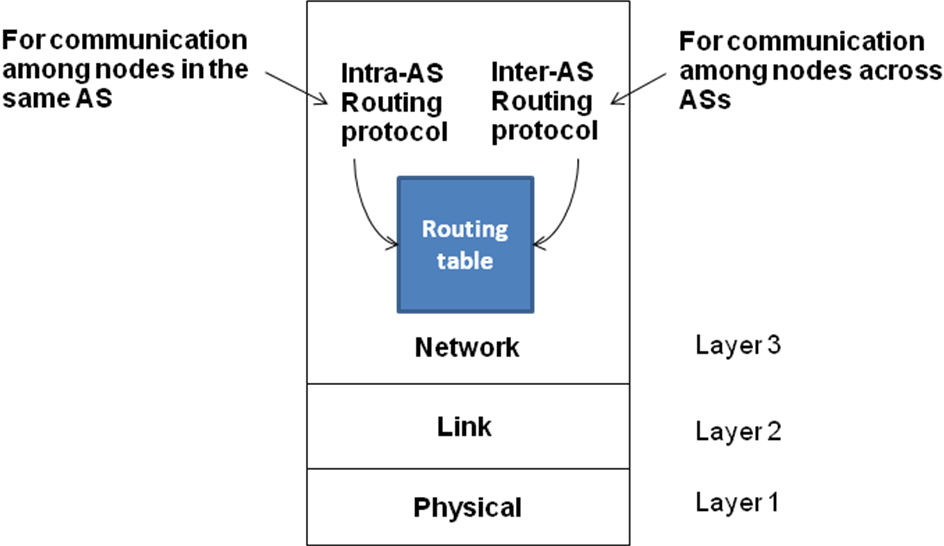 For communication
among nodes in the
same AS
Intra-AS
Routing
protocol
Inter-AS
Routing
protocol
For communication
among nodes across
ASs
Routing
table
Network
Layer 3
Link
Layer 2
Physical
Layer 1